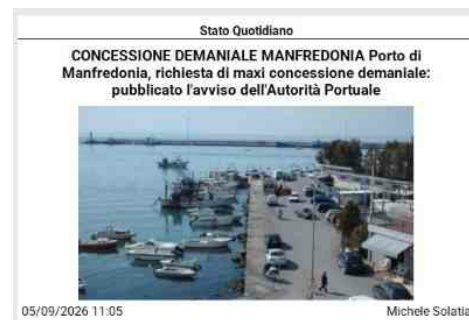 Stato Quotidiano
CONCESSIONE DEMANIALE MANFREDONIA Porto di
Manfredonia, richiesta di maxi concessione demaniale:
pubblicato l'avviso dell'Autorità Portuale
05/09/2026 11:05
Michele Solatia